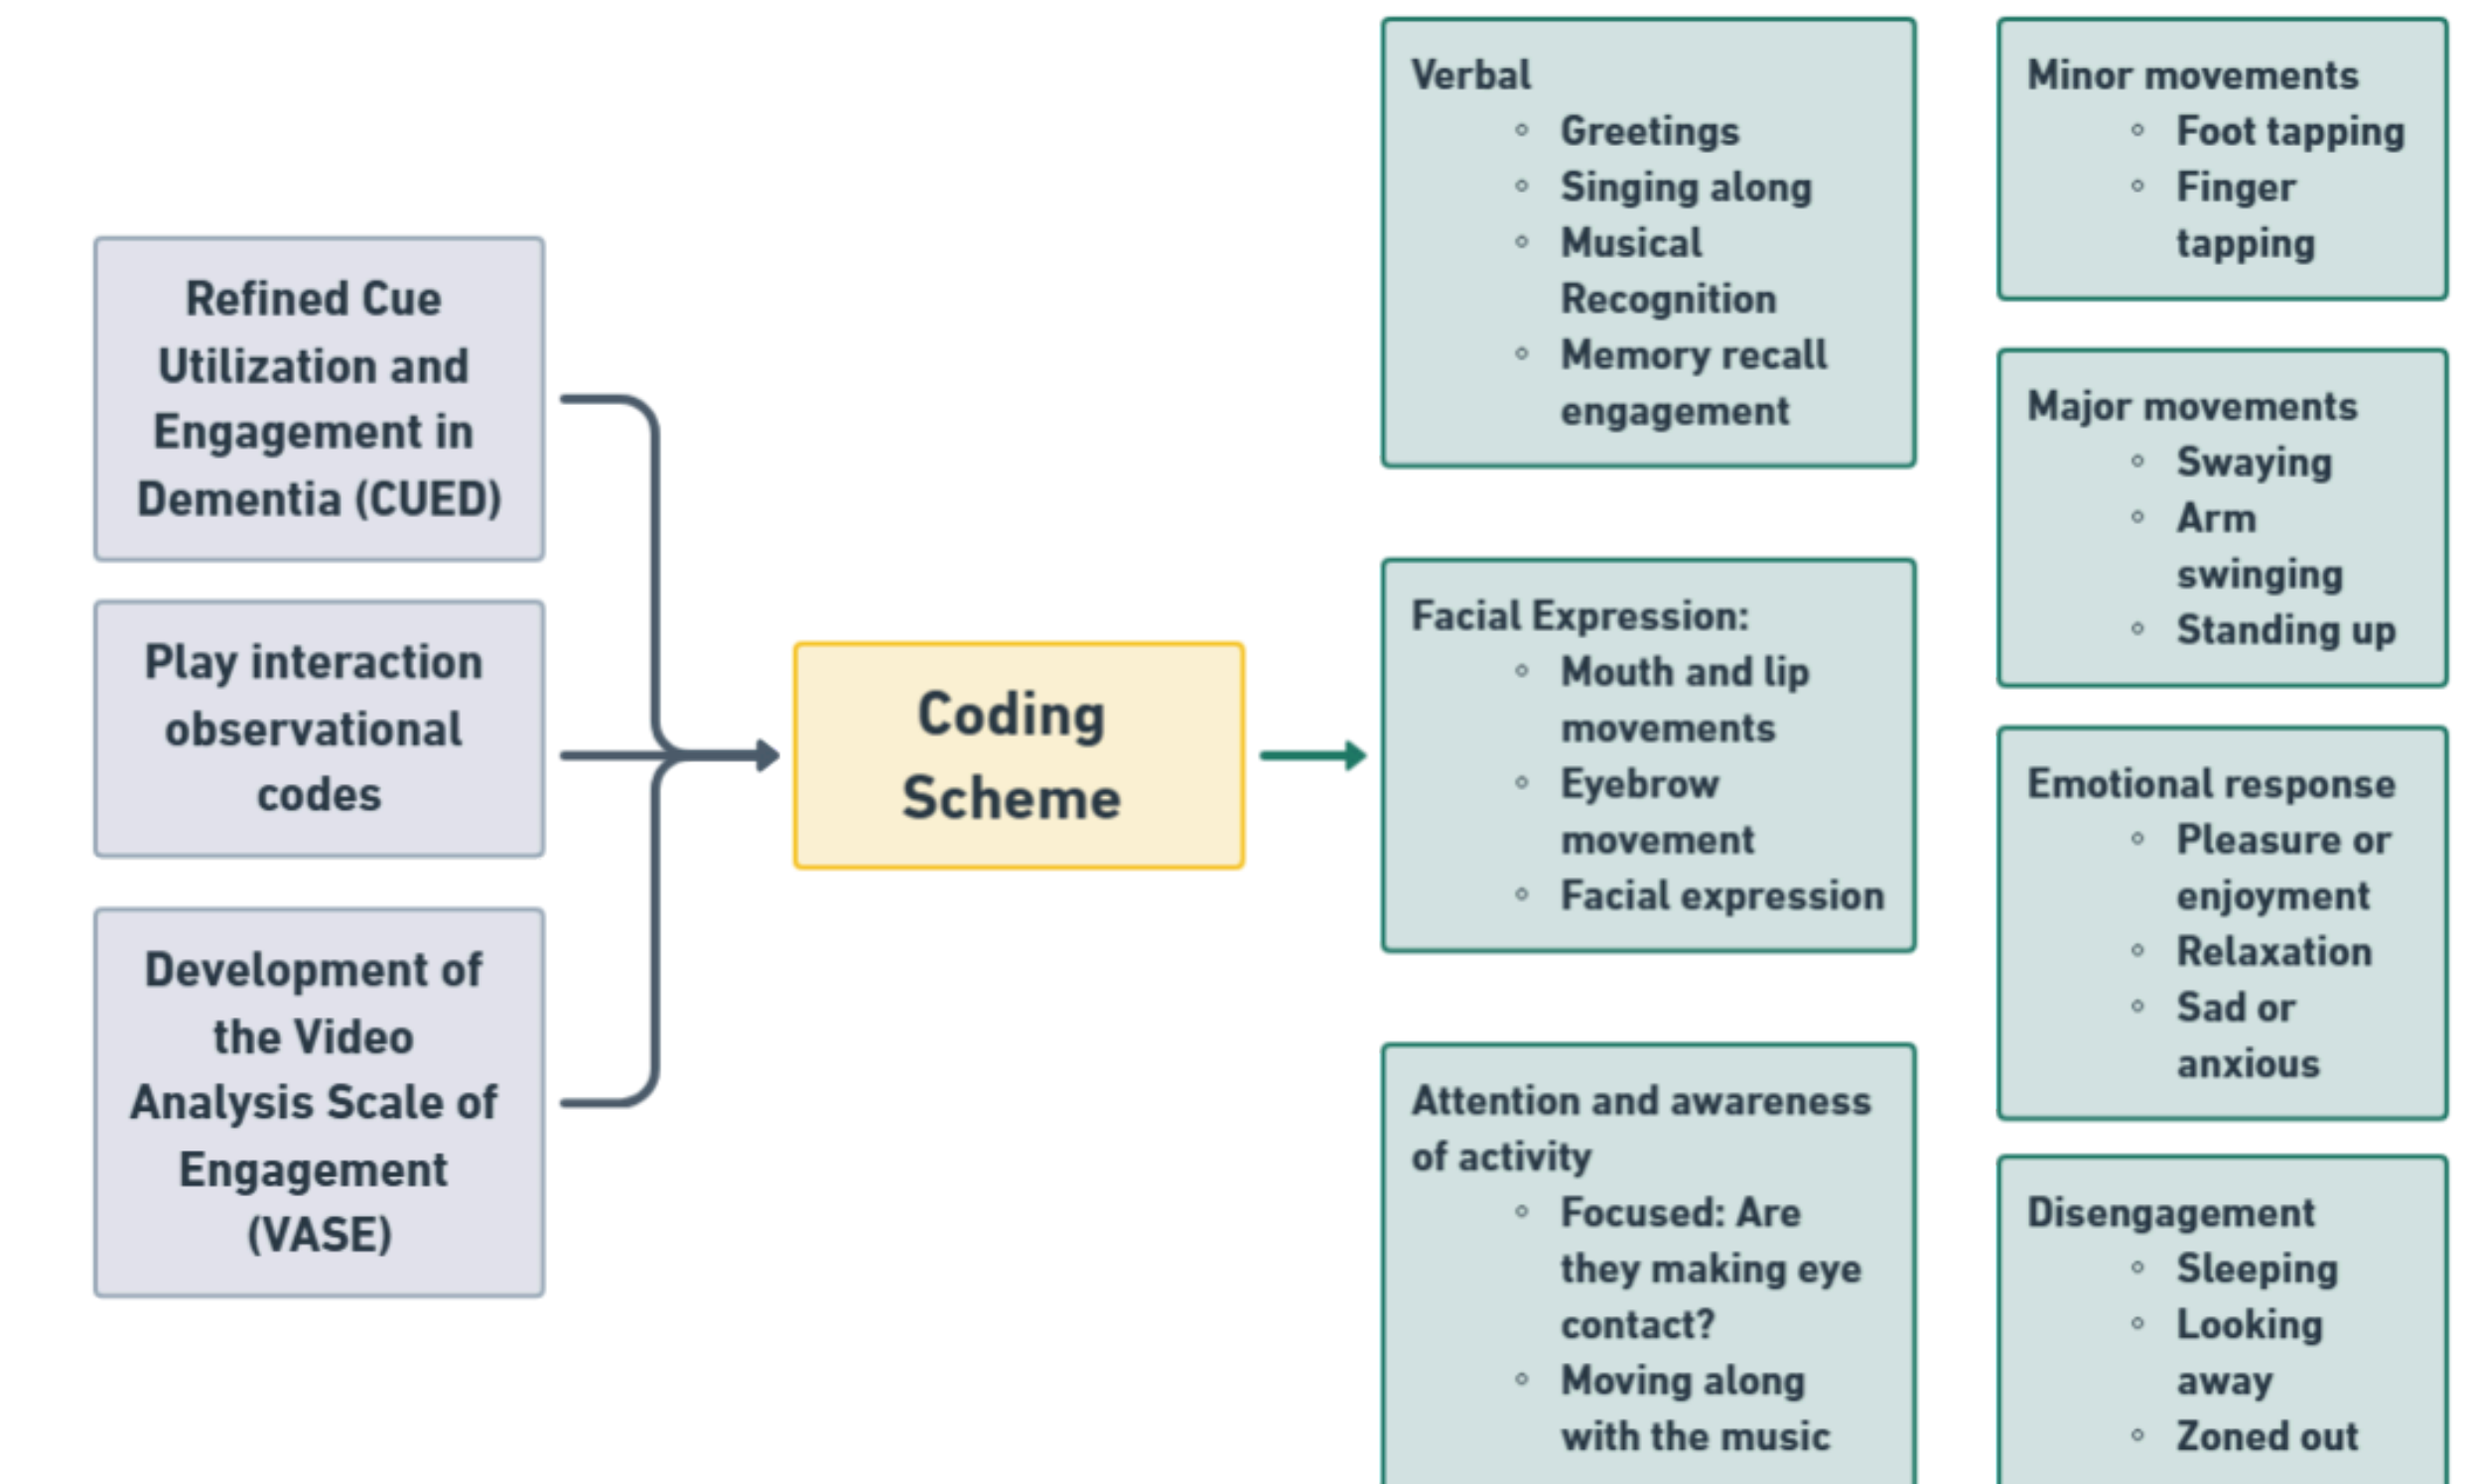 Refined Cue
Utilization and
Engagement in
Dementia (CUED)
Play interaction
observational
codes
Development of
the Video
Analysis Scale of
Engagement
(VASE)
Coding
Scheme
Verbal
◦ Greetings
◦ Singing along
◦ Musical
Recognition
◦ Memory recall
engagement
Facial Expression:
◦ Mouth and lip
movements
◦ Eyebrow
movement
◦ Facial expression
Attention and awareness
of activity
◦ Focused: Are
they making eye
contact?
◦ Moving along
with the music
Minor movements
◦ Foot tapping
◦ Finger
tapping
Major movements
◦ Swaying
◦ Arm
swinging
◦ Standing up
Emotional response
◦ Pleasure or
enjoyment
◦ Relaxation
◦ Sad or
anxious
Disengagement
◦ Sleeping
◦ Looking
away
◦ Zoned out